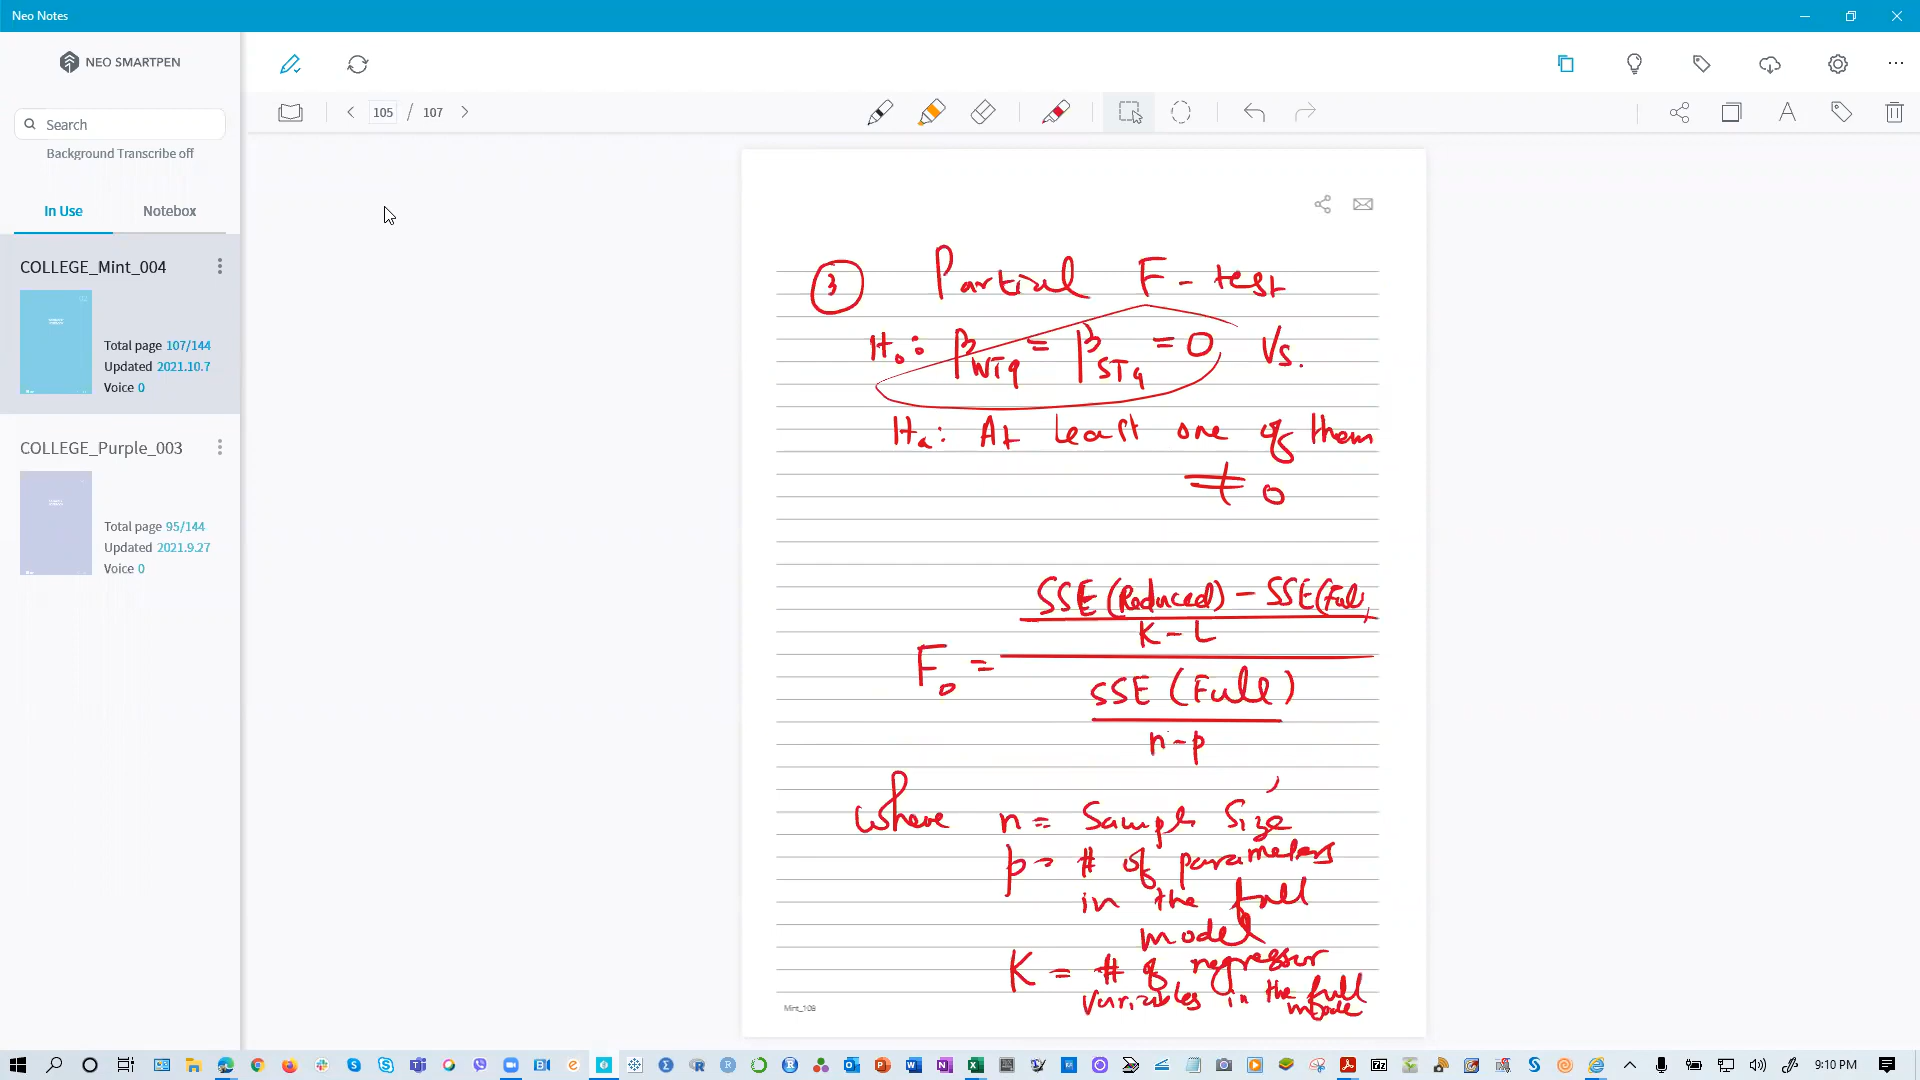 Neo Notes
NEO SMARTPEN
Search
Background Transcribe off
In Use
Notebox
COLLEGE_Mint_004
Total page 107/144
Updated 2021.10.7
Voice 0
COLLEGE_Purple_003
Total page 95/144
Updated 2021.9.27
Voice 0
105 / 107
③ Partial F-test
H₀: β_WT9 = β_ST9 = 0 Vs.
Hₐ: At least one of them
≠ 0
SSE(Reduced) - SSE(Full
K - L
F₀ =
SSE (Full)
n - p
where n = Sample Size
p = # of parameters
in the full
model
K = # of regressor
variables in the full
model
Mint_108
9:10 PM